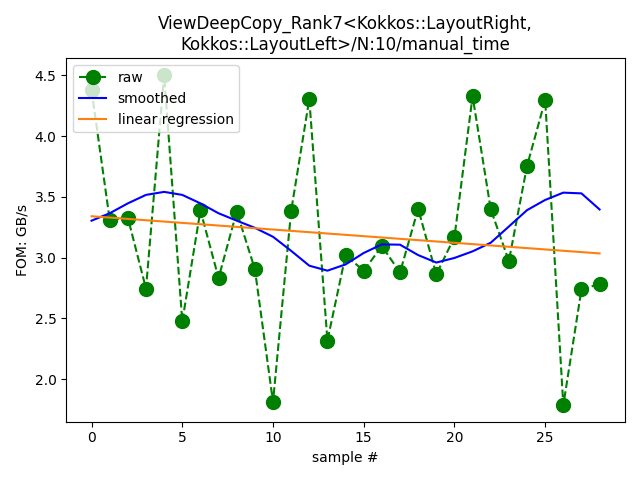 ViewDeepCopy_Rank7<Kokkos::LayoutRight,
Kokkos::LayoutLeft>/N:10/manual_time
raw
smoothed
linear regression
FOM: GB/s
4.5
4.0
3.5
3.0
2.5
2.0
0
5
10
15
20
25
sample #